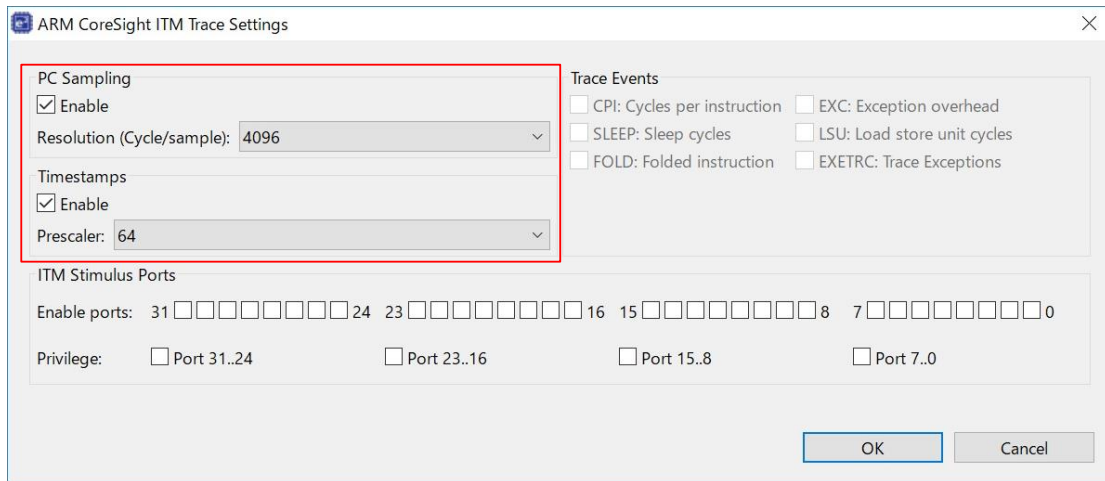 ARM CoreSight ITM Trace Settings
PC Sampling
Enable
Resolution (Cycle/sample): 4096
Timestamps
Enable
Prescaler: 64
Trace Events
CPI: Cycles per instruction EXC: Exception overhead
SLEEP: Sleep cycles LSU: Load store unit cycles
FOLD: Folded instruction EXETRC: Trace Exceptions
ITM Stimulus Ports
Enable ports: 31 24 23 16 15 8 7 0
Privilege: Port 31..24 Port 23..16 Port 15..8 Port 7..0
OK Cancel